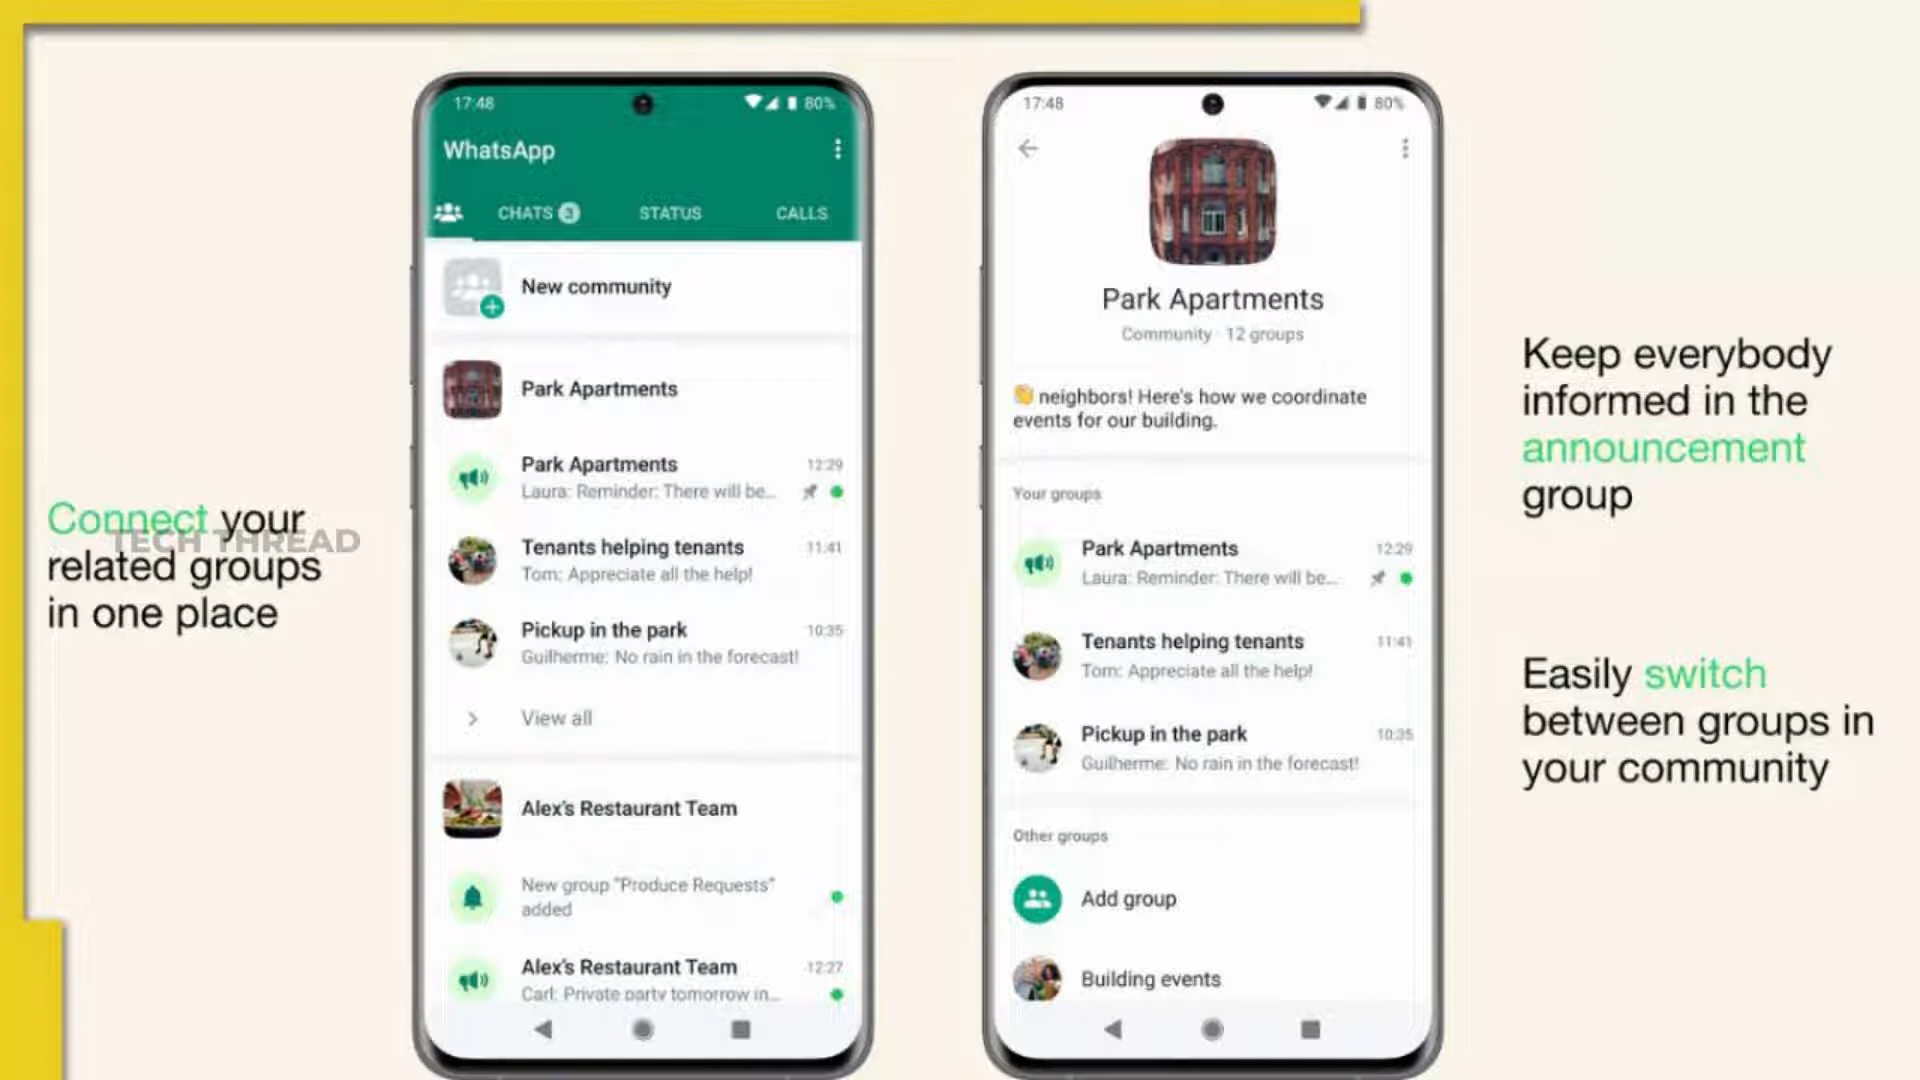 Connect your
related groups
in one place
TECH THREAD
17:48
80%
WhatsApp
CHATS 3
STATUS
CALLS
New community
Park Apartments
Park Apartments
12:29
Laura: Reminder: There will be...
Tenants helping tenants
11:41
Tom: Appreciate all the help!
Pickup in the park
10:35
Guilherme: No rain in the forecast!
View all
Alex's Restaurant Team
New group "Produce Requests"
added
Alex's Restaurant Team
12:27
Carl: Private party tomorrow in...
17:48
80%
Park Apartments
Community · 12 groups
👋 neighbors! Here's how we coordinate
events for our building.
Your groups
Park Apartments
12:29
Laura: Reminder: There will be...
Tenants helping tenants
11:41
Tom: Appreciate all the help!
Pickup in the park
10:35
Guilherme: No rain in the forecast!
Other groups
Add group
Building events
Keep everybody
informed in the
announcement
group
Easily switch
between groups in
your community